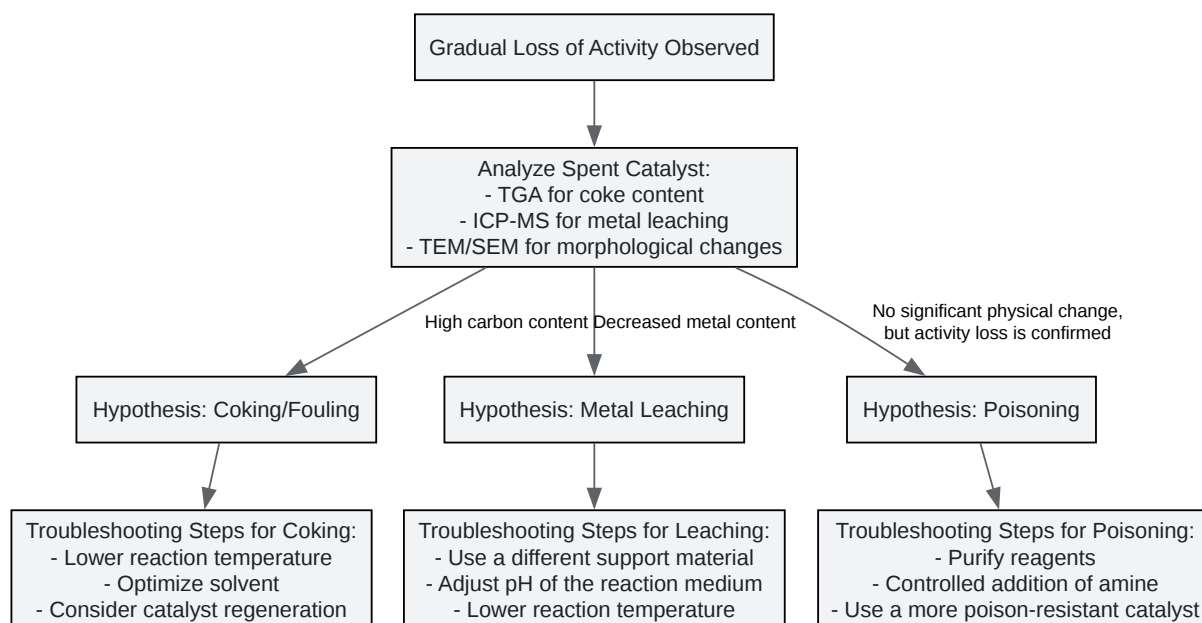 Gradual Loss of Activity Observed
Analyze Spent Catalyst:
- TGA for coke content
- ICP-MS for metal leaching
- TEM/SEM for morphological changes
High carbon content
Decreased metal content
No significant physical change,
but activity loss is confirmed
Hypothesis: Coking/Fouling
Hypothesis: Metal Leaching
Hypothesis: Poisoning
Troubleshooting Steps for Coking:
- Lower reaction temperature
- Optimize solvent
- Consider catalyst regeneration
Troubleshooting Steps for Leaching:
- Use a different support material
- Adjust pH of the reaction medium
- Lower reaction temperature
Troubleshooting Steps for Poisoning:
- Purify reagents
- Controlled addition of amine
- Use a more poison-resistant catalyst